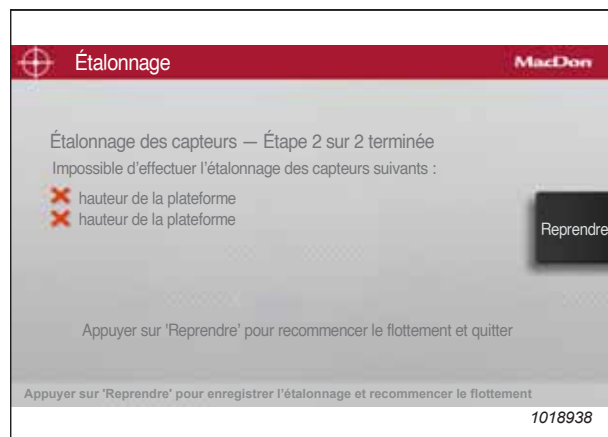 Étalonnage
MacDon
Étalonnage des capteurs — Étape 2 sur 2 terminée
Impossible d'effectuer l'étalonnage des capteurs suivants :
hauteur de la plateforme
hauteur de la plateforme
Reprendre
Appuyer sur 'Reprendre' pour recommencer le flottement et quitter
Appuyer sur 'Reprendre' pour enregistrer l'étalonnage et recommencer le flottement
1018938